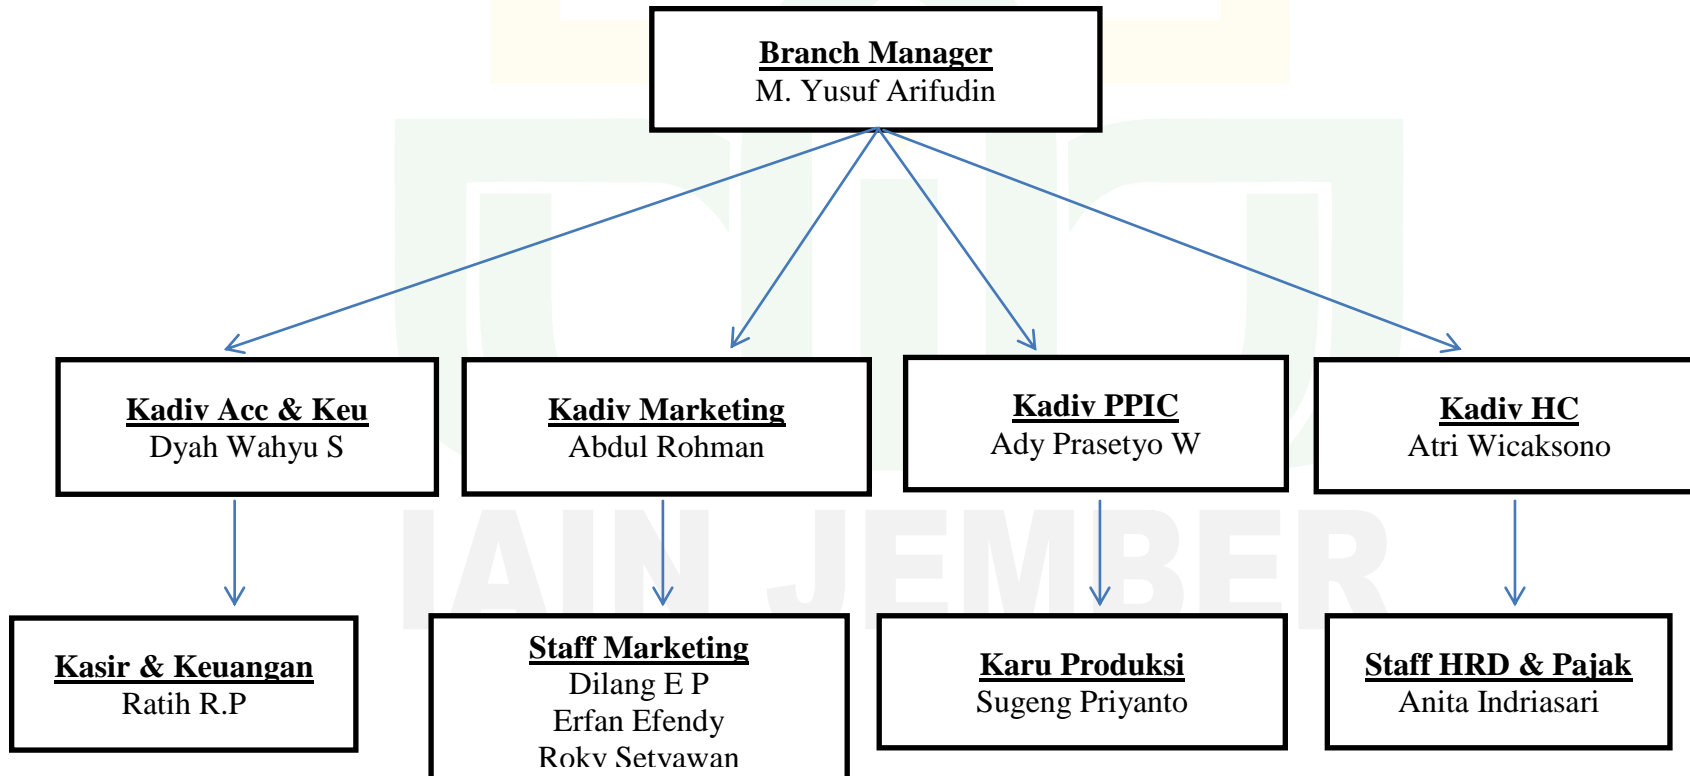 Branch Manager
M. Yusuf Arifudin
Kadiv Acc & Keu
Dyah Wahyu S
Kadiv Marketing
Abdul Rohman
Kadiv PPIC
Ady Prasetyo W
Kadiv HC
Atri Wicaksono
IAIN JEMBER
Kasir & Keuangan
Ratih R.P
Staff Marketing
Dilang E P
Erfan Efendy
Roky Setyawan
Karu Produksi
Sugeng Priyanto
Staff HRD & Pajak
Anita Indriasari